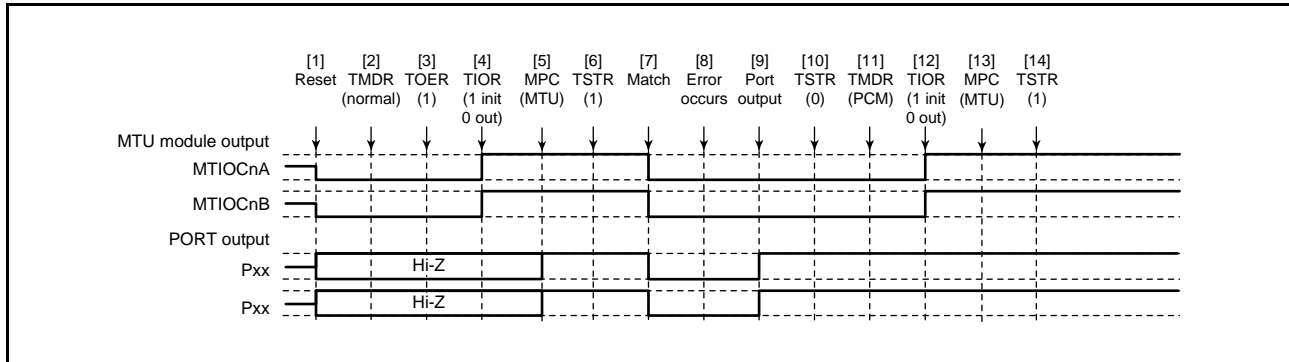 [1] [2] [3] [4] [5] [6] [7] [8] [9] [10] [11] [12] [13] [14]
Reset TMDR TOER TIOR MPC TSTR Match Error Port TSTR TMDR TIOR MPC TSTR
(normal) (1) (1 init (MTU) (1) occurs output (0) (PCM) (1 init (MTU) (1)
0 out) 0 out)
MTU module output
MTIOCnA
MTIOCnB
PORT output
Pxx Hi-Z
Pxx Hi-Z